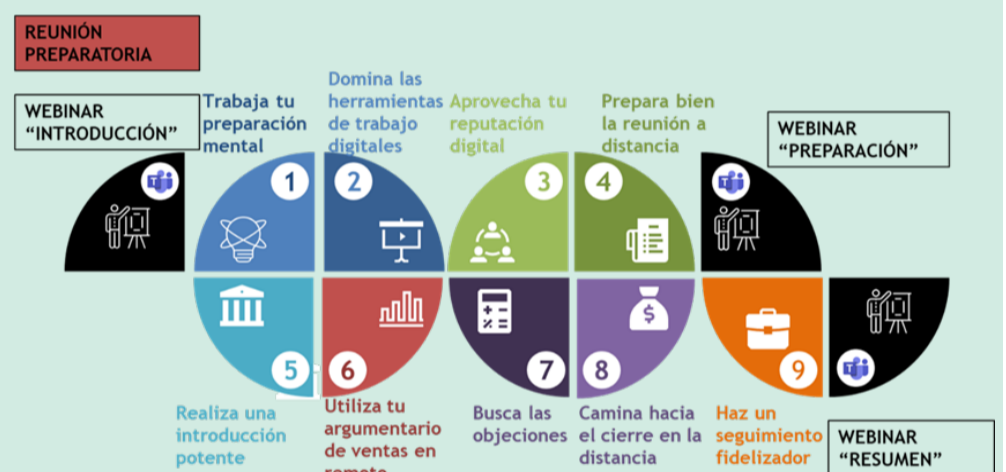 REUNIÓN
PREPARATORIA
WEBINAR
“INTRODUCCIÓN”
Trabaja tu
preparación
mental
Domina las
herramientas
de trabajo
digitales
Aprovecha tu
reputación
digital
Prepara bien
la reunión a
distancia
WEBINAR
“PREPARACIÓN”
1
2
3
4
5
6
7
8
9
Realiza una
introducción
potente
Utiliza tu
argumentario
de ventas en
remoto
Busca las
objeciones
Camina hacia
el cierre en la
distancia
Haz un
seguimiento
fidelizador
WEBINAR
“RESUMEN”